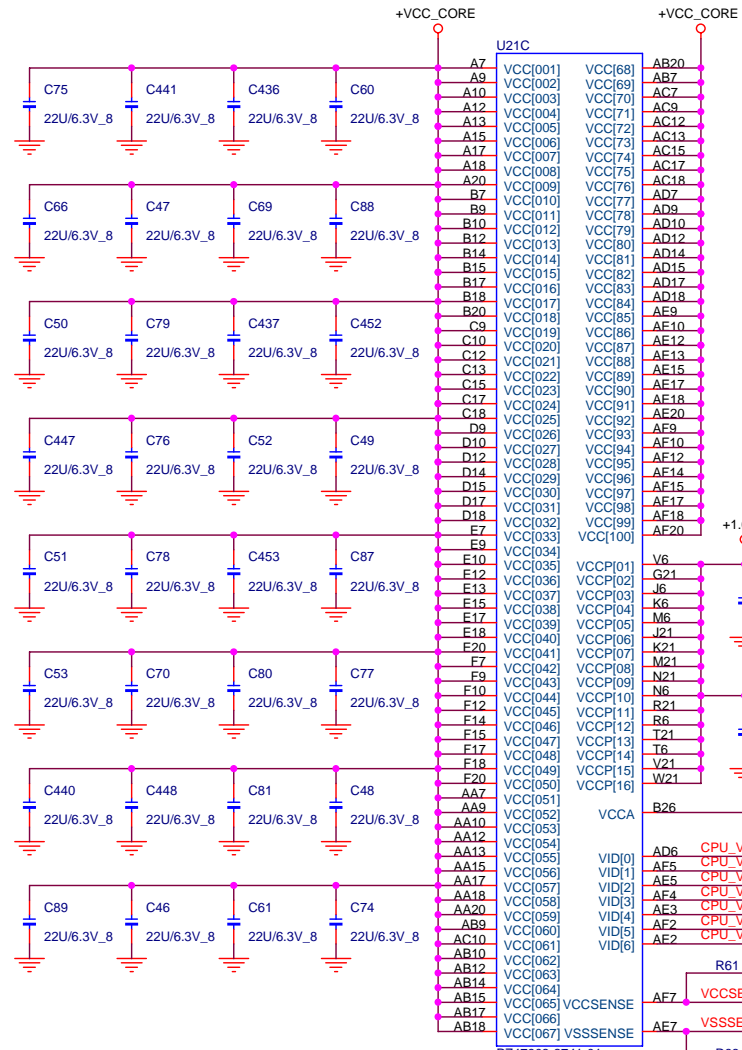 +VCC_CORE +VCC_CORE
C75 C441 C436 C60
22U/6.3V_8 22U/6.3V_8 22U/6.3V_8 22U/6.3V_8
C66 C47 C69 C88
22U/6.3V_8 22U/6.3V_8 22U/6.3V_8 22U/6.3V_8
C50 C79 C437 C452
22U/6.3V_8 22U/6.3V_8 22U/6.3V_8 22U/6.3V_8
C447 C76 C52 C49
22U/6.3V_8 22U/6.3V_8 22U/6.3V_8 22U/6.3V_8
C51 C78 C453 C87
22U/6.3V_8 22U/6.3V_8 22U/6.3V_8 22U/6.3V_8
C53 C70 C80 C77
22U/6.3V_8 22U/6.3V_8 22U/6.3V_8 22U/6.3V_8
C440 C448 C81 C48
22U/6.3V_8 22U/6.3V_8 22U/6.3V_8 22U/6.3V_8
C89 C46 C61 C74
22U/6.3V_8 22U/6.3V_8 22U/6.3V_8 22U/6.3V_8
U21C
A7 VCC[001] VCC[68] AB20
A9 VCC[002] VCC[69] AB7
A10 VCC[003] VCC[70] AC7
A12 VCC[004] VCC[71] AC9
A13 VCC[005] VCC[72] AC12
A15 VCC[006] VCC[73] AC13
A17 VCC[007] VCC[74] AC15
A18 VCC[008] VCC[75] AC17
A20 VCC[009] VCC[76] AC18
B7 VCC[010] VCC[77] AD7
B9 VCC[011] VCC[78] AD9
B10 VCC[012] VCC[79] AD10
B12 VCC[013] VCC[80] AD12
B14 VCC[014] VCC[81] AD14
B15 VCC[015] VCC[82] AD15
B17 VCC[016] VCC[83] AD17
B18 VCC[017] VCC[84] AD18
B20 VCC[018] VCC[85] AE9
C9 VCC[019] VCC[86] AE10
C10 VCC[020] VCC[87] AE12
C12 VCC[021] VCC[88] AE13
C13 VCC[022] VCC[89] AE15
C15 VCC[023] VCC[90] AE17
C17 VCC[024] VCC[91] AE18
C18 VCC[025] VCC[92] AE20
D9 VCC[026] VCC[93] AF9
D10 VCC[027] VCC[94] AF10
D12 VCC[028] VCC[95] AF12
D14 VCC[029] VCC[96] AF14
D15 VCC[030] VCC[97] AF15
D17 VCC[031] VCC[98] AF17
D18 VCC[032] VCC[99] AF18
E7 VCC[033] VCC[100] AF20
E9 VCC[034]
E10 VCC[035] VCCP[01] V6
E12 VCC[036] VCCP[02] G21
E13 VCC[037] VCCP[03] J6
E15 VCC[038] VCCP[04] K6
E17 VCC[039] VCCP[05] M6
E18 VCC[040] VCCP[06] J21
E20 VCC[041] VCCP[07] K21
F7 VCC[042] VCCP[08] M21
F9 VCC[043] VCCP[09] N21
F10 VCC[044] VCCP[10] N6
F12 VCC[045] VCCP[11] R21
F14 VCC[046] VCCP[12] R6
F15 VCC[047] VCCP[13] T21
F17 VCC[048] VCCP[14] T6
F18 VCC[049] VCCP[15] V21
F20 VCC[050] VCCP[16] W21
AA7 VCC[051]
AA9 VCC[052] VCCA B26
AA10 VCC[053]
AA12 VCC[054]
AA13 VCC[055] VID[0] AD6 CPU_V
AA15 VCC[056] VID[1] AF5 CPU_V
AA17 VCC[057] VID[2] AE5 CPU_V
AA18 VCC[058] VID[3] AF4 CPU_V
AA20 VCC[059] VID[4] AE3 CPU_V
AB9 VCC[060] VID[5] AF2 CPU_V
AC10 VCC[061] VID[6] AE2 CPU_V
AB10 VCC[062]
AB12 VCC[063] R61
AB14 VCC[064]
AB15 VCC[065] VCCSENSE AF7 VCCSE
AB17 VCC[066]
AB18 VCC[067] VSSSENSE AE7 VSSSE